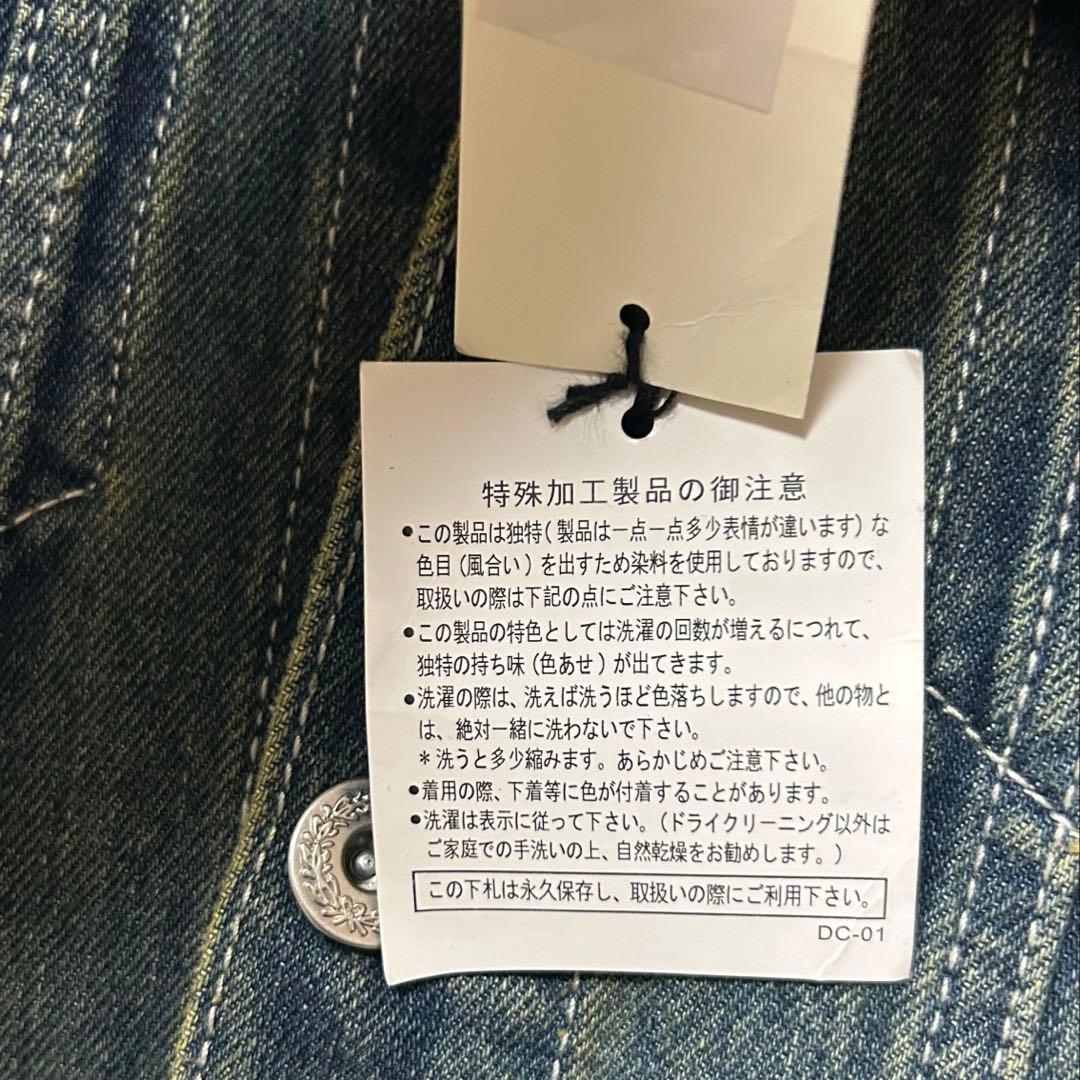 特殊加工製品の御注意
●この製品は独特(製品は一点一点多少表情が違います)な
色目(風合い)を出すため染料を使用しておりますので、
取扱いの際は下記の点にご注意下さい。
●この製品の特色としては洗濯の回数が増えるにつれて、
独特の持ち味(色あせ)が出てきます。
●洗濯の際は、洗えば洗うほど色落ちしますので、他の物と
は、絶対一緒に洗わないで下さい。
＊洗うと多少縮みます。あらかじめご注意下さい。
●着用の際、下着等に色が付着することがあります。
●洗濯は表示に従って下さい。(ドライクリーニング以外は
ご家庭での手洗いの上、自然乾燥をお勧めします。)
この下札は永久保存し、取扱いの際にご利用下さい。
DC-01